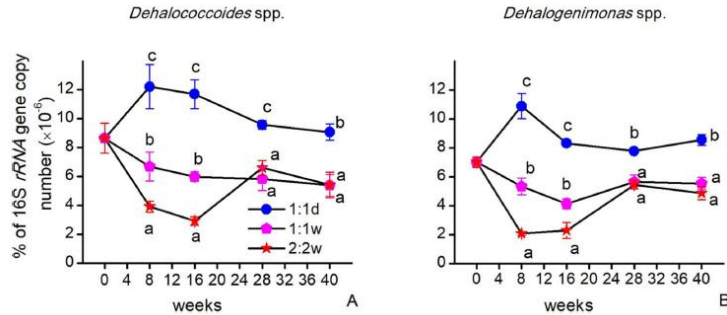 Dehalococcoides spp.
% of 16S rRNA gene copy
number (×10⁻⁶)
12
10
8
6
4
2
0
c
c
c
b
b
b
a
a
a
a
a
a
1:1d
1:1w
2:2w
0 4 8 12 16 20 24 28 32 36 40
weeks
A
Dehalogenimonas spp.
12
10
8
6
4
2
0
c
c
b
b
b
b
a
a
a
a
a
a
0 4 8 12 16 20 24 28 32 36 40
weeks
B